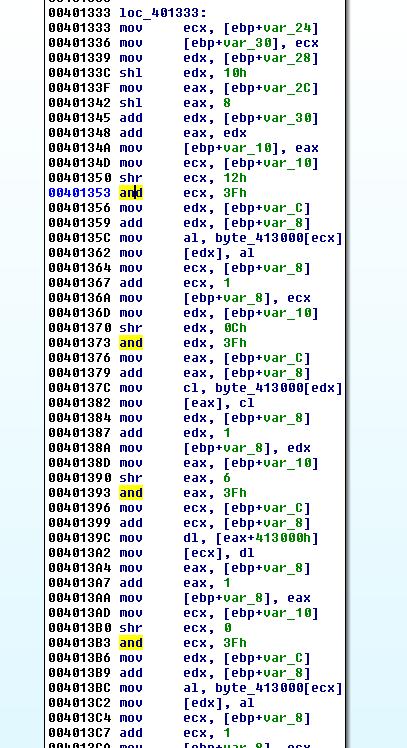 00401333 loc_401333:
00401333 mov ecx, [ebp+var_24]
00401336 mov [ebp+var_30], ecx
00401339 mov edx, [ebp+var_28]
0040133C shl edx, 10h
0040133F mov eax, [ebp+var_2C]
00401342 shl eax, 8
00401345 add edx, [ebp+var_30]
00401348 add eax, edx
0040134A mov [ebp+var_10], eax
0040134D mov ecx, [ebp+var_10]
00401350 shr ecx, 12h
00401353 and ecx, 3Fh
00401356 mov edx, [ebp+var_C]
00401359 add edx, [ebp+var_8]
0040135C mov al, byte_413000[ecx]
00401362 mov [edx], al
00401364 mov ecx, [ebp+var_8]
00401367 add ecx, 1
0040136A mov [ebp+var_8], ecx
0040136D mov edx, [ebp+var_10]
00401370 shr edx, 0Ch
00401373 and edx, 3Fh
00401376 mov eax, [ebp+var_C]
00401379 add eax, [ebp+var_8]
0040137C mov cl, byte_413000[edx]
00401382 mov [eax], cl
00401384 mov edx, [ebp+var_8]
00401387 add edx, 1
0040138A mov [ebp+var_8], edx
0040138D mov eax, [ebp+var_10]
00401390 shr eax, 6
00401393 and eax, 3Fh
00401396 mov ecx, [ebp+var_C]
00401399 add ecx, [ebp+var_8]
0040139C mov dl, [eax+413000h]
004013A2 mov [ecx], dl
004013A4 mov eax, [ebp+var_8]
004013A7 add eax, 1
004013AA mov [ebp+var_8], eax
004013AD mov ecx, [ebp+var_10]
004013B0 shr ecx, 0
004013B3 and ecx, 3Fh
004013B6 mov edx, [ebp+var_C]
004013B9 add edx, [ebp+var_8]
004013BC mov al, byte_413000[ecx]
004013C2 mov [edx], al
004013C4 mov ecx, [ebp+var_8]
004013C7 add ecx, 1
004013CA mov [ebp+var_8], ecx